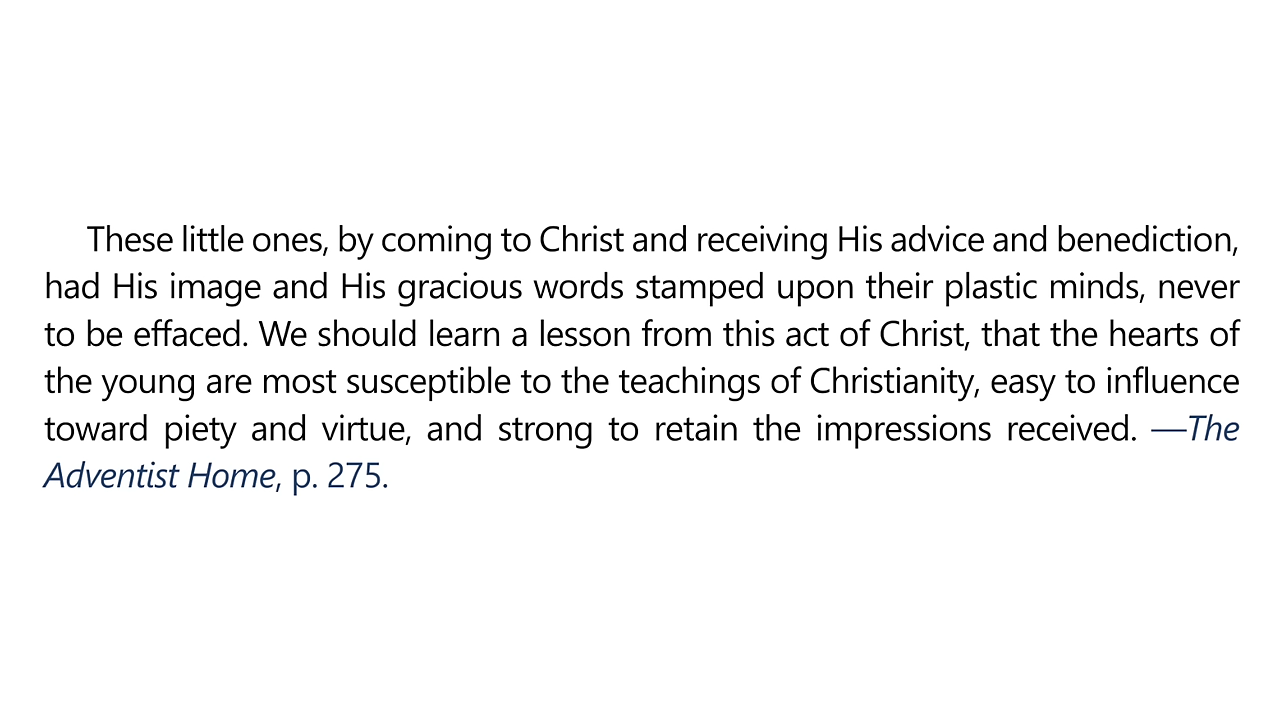 These little ones, by coming to Christ and receiving His advice and benediction,
had His image and His gracious words stamped upon their plastic minds, never
to be effaced. We should learn a lesson from this act of Christ, that the hearts of
the young are most susceptible to the teachings of Christianity, easy to influence
toward piety and virtue, and strong to retain the impressions received. —The
Adventist Home, p. 275.